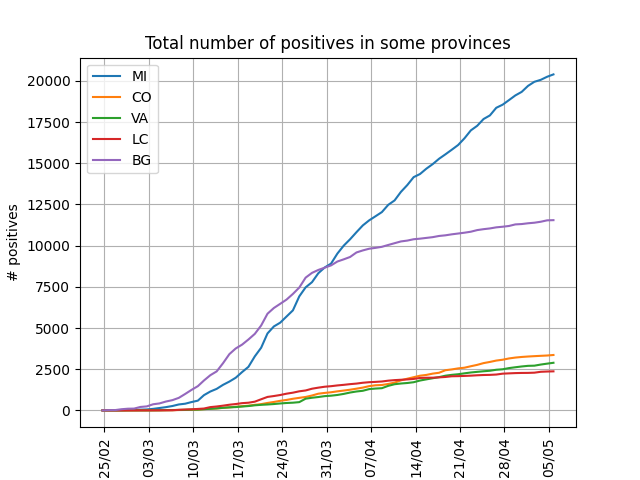 Total number of positives in some provinces
MI
CO
VA
LC
BG
# positives
20000
17500
15000
12500
10000
7500
5000
2500
0
25/02
03/03
10/03
17/03
24/03
31/03
07/04
14/04
21/04
28/04
05/05